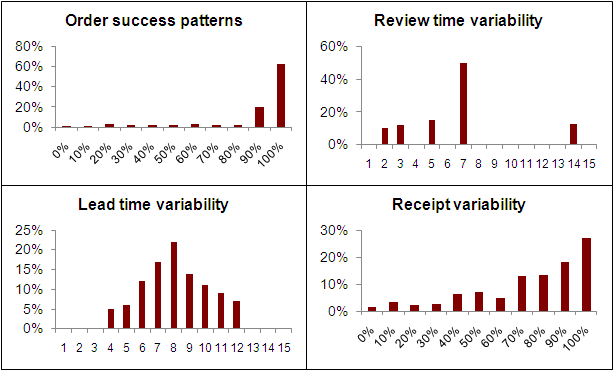 Order success patterns
80%
60%
40%
20%
0%
0% 10% 20% 30% 40% 50% 60% 70% 80% 90% 100%
Review time variability
60%
40%
20%
0%
1 2 3 4 5 6 7 8 9 10 11 12 13 14 15
Lead time variability
25%
20%
15%
10%
5%
0%
1 2 3 4 5 6 7 8 9 10 11 12 13 14 15
Receipt variability
30%
20%
10%
0%
0% 10% 20% 30% 40% 50% 60% 70% 80% 90% 100%